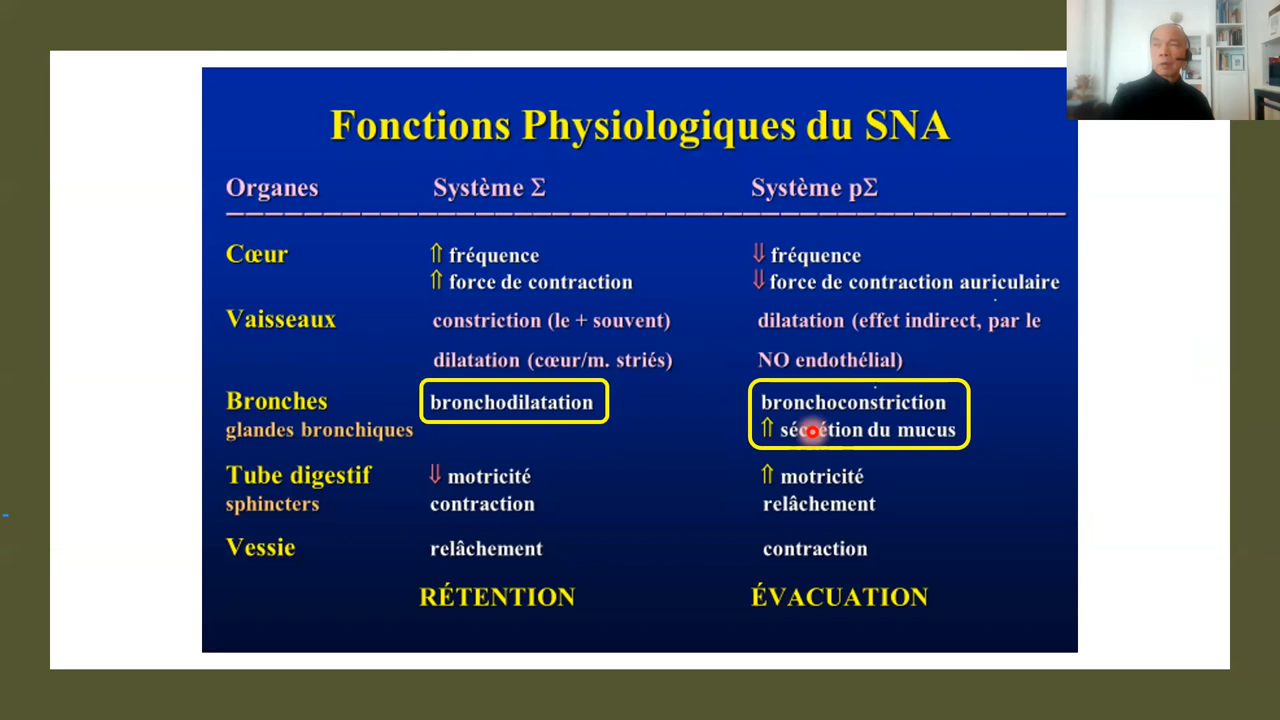 Fonctions Physiologiques du SNA
Organes Système Σ Système pΣ
Cœur ⇑ fréquence ⇓ fréquence
⇑ force de contraction ⇓ force de contraction auriculaire
Vaisseaux constriction (le + souvent) dilatation (effet indirect, par le
dilatation (cœur/m. striés) NO endothélial)
Bronches bronchodilatation bronchoconstriction
glandes bronchiques ⇑ sécrétion du mucus
Tube digestif ⇓ motricité ⇑ motricité
sphincters contraction relâchement
Vessie relâchement contraction
RÉTENTION ÉVACUATION